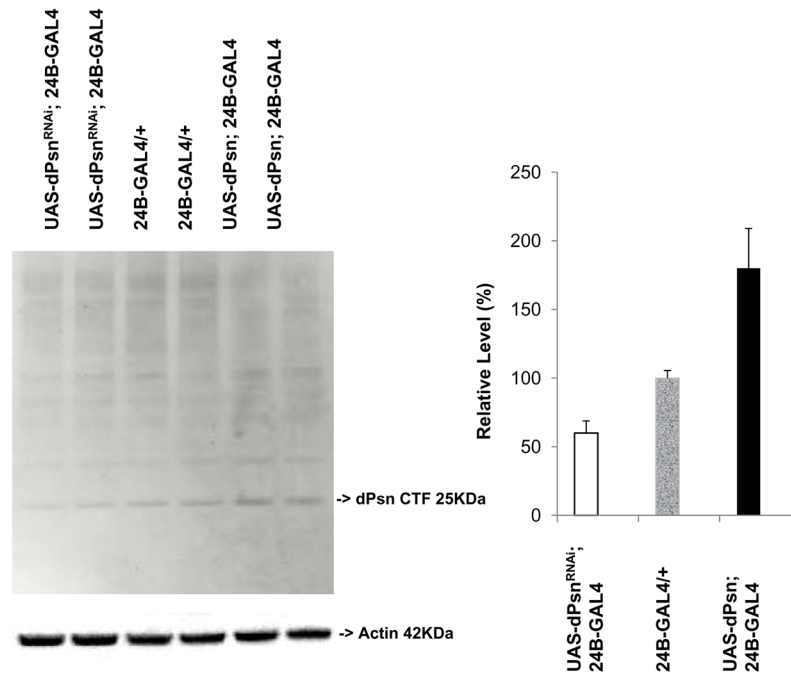 UAS-dPsnRNAi; 24B-GAL4
UAS-dPsnRNAi; 24B-GAL4
24B-GAL4/+
24B-GAL4/+
UAS-dPsn; 24B-GAL4
UAS-dPsn; 24B-GAL4
-> dPsn CTF 25KDa
-> Actin 42KDa
Relative Level (%)
250
200
150
100
50
0
UAS-dPsnRNAi;
24B-GAL4
24B-GAL4/+
UAS-dPsn;
24B-GAL4